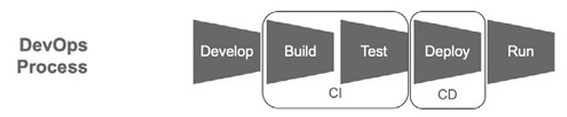 DevOps
Process
Develop
Build
Test
Deploy
Run
CI
CD